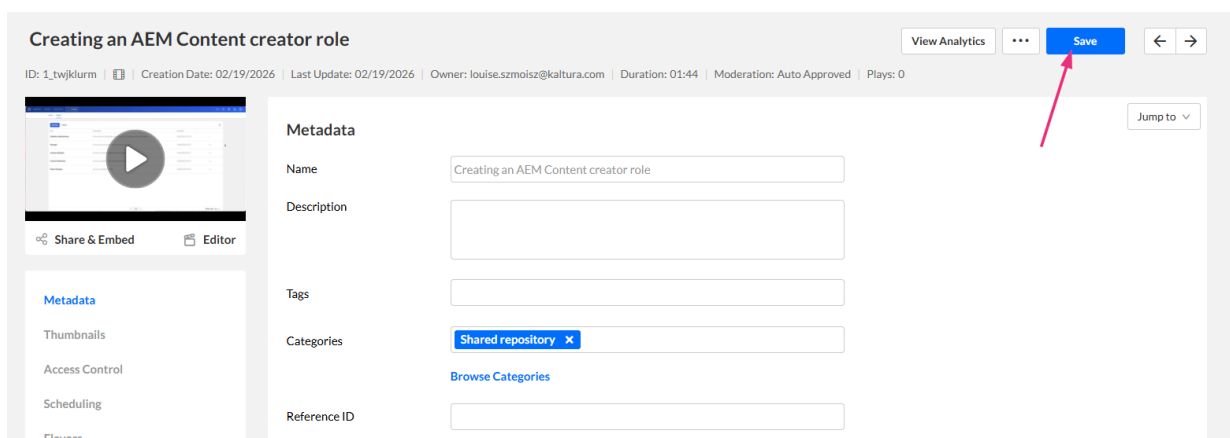 Creating an AEM Content creator role
View Analytics ••• Save
ID: 1_twjklurm | Creation Date: 02/19/2026 | Last Update: 02/19/2026 | Owner: louise.szmoisz@kaltura.com | Duration: 01:44 | Moderation: Auto Approved | Plays: 0
Jump to
Metadata
Name
Creating an AEM Content creator role
Description
Share & Embed
Editor
Tags
Metadata
Thumbnails
Categories
Shared repository
Access Control
Browse Categories
Scheduling
Reference ID